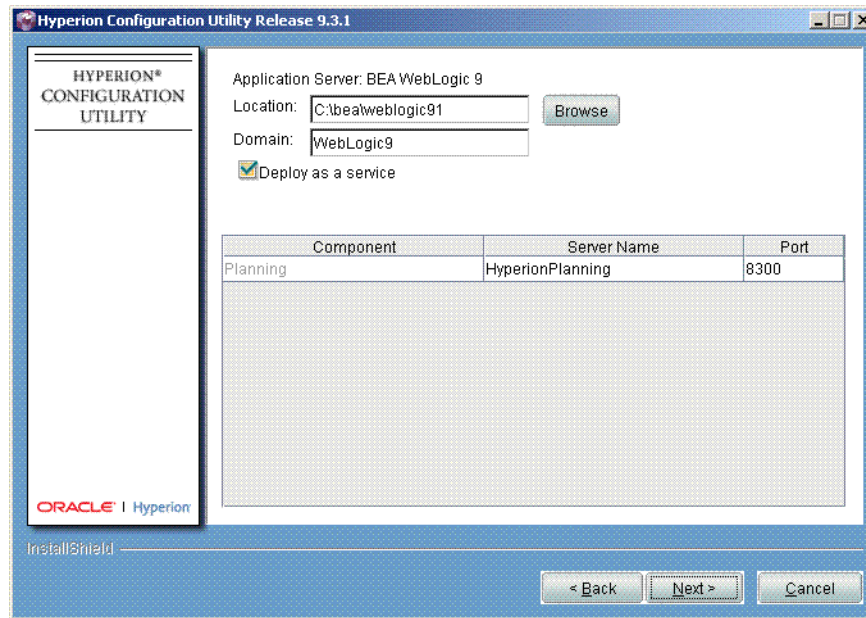 Hyperion Configuration Utility Release 9.3.1
HYPERION®
CONFIGURATION
UTILITY
Application Server: BEA WebLogic 9
Location: C:\bea\weblogic91 Browse
Domain: WebLogic9
Deploy as a service
Component Server Name Port
Planning HyperionPlanning 8300
ORACLE® | Hyperion
InstallShield
< Back Next > Cancel